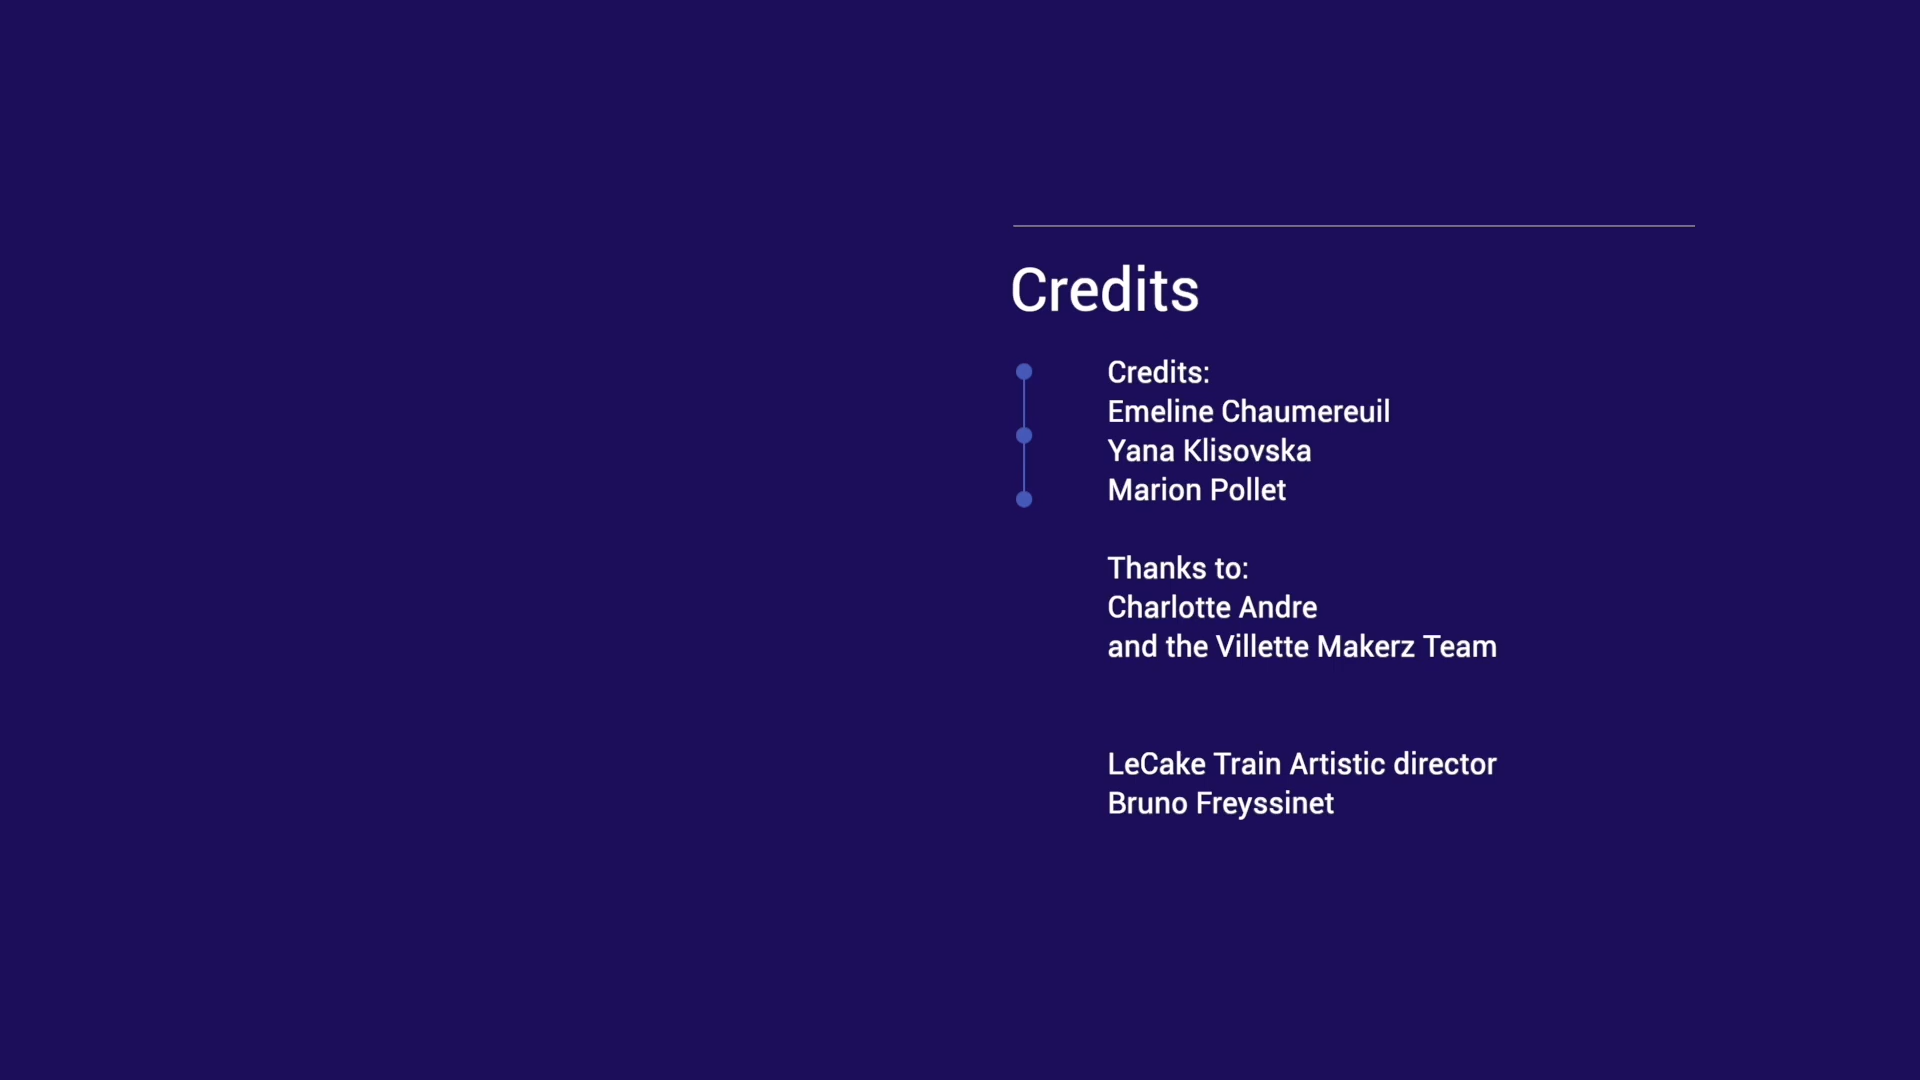 Credits
Credits:
Emeline Chaumereuil
Yana Klisovska
Marion Pollet
Thanks to:
Charlotte Andre
and the Villette Makerz Team
LeCake Train Artistic director
Bruno Freyssinet